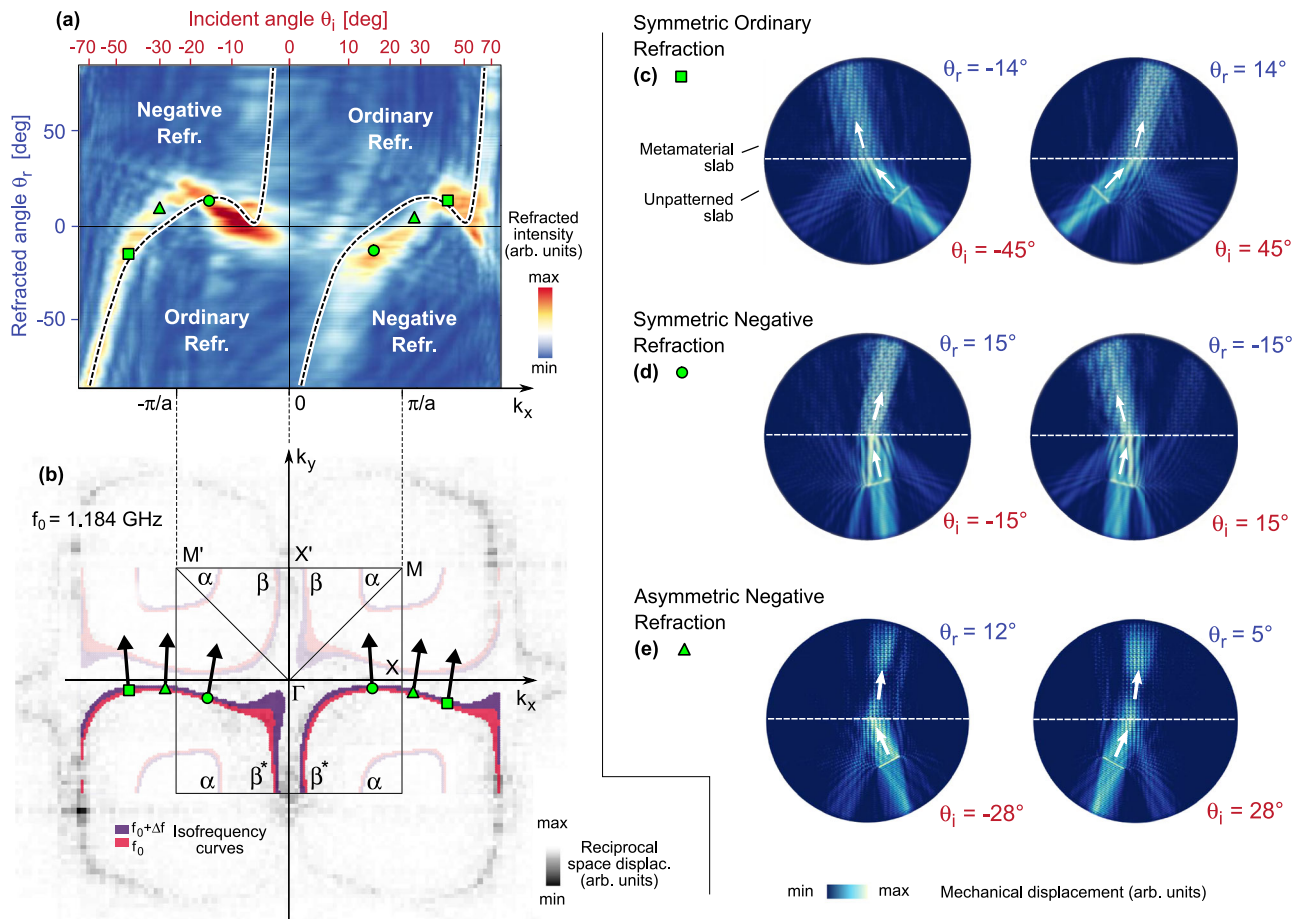 (a)
Incident angle θi [deg]
-70 -50 -30 -10 0 10 20 30 50 70
Refracted angle θr [deg]
50
0
-50
Negative
Refr.
Ordinary
Refr.
Ordinary
Refr.
Negative
Refr.
Refracted
intensity
(arb. units)
max
min
-π/a
0
π/a
kx
(b)
ky
f0 = 1.184 GHz
M'
X'
M
α
β
β
α
X
Γ
kx
α
β*
β*
α
f0+Δf
f0
Isofrequency
curves
max
min
Reciprocal
space displac.
(arb. units)
Symmetric Ordinary
Refraction
(c)
Metamaterial
slab
Unpatterned
slab
θr = -14°
θi = -45°
θr = 14°
θi = 45°
Symmetric Negative
Refraction
(d)
θr = 15°
θi = -15°
θr = -15°
θi = 15°
Asymmetric Negative
Refraction
(e)
θr = 12°
θi = -28°
θr = 5°
θi = 28°
min
max
Mechanical displacement (arb. units)